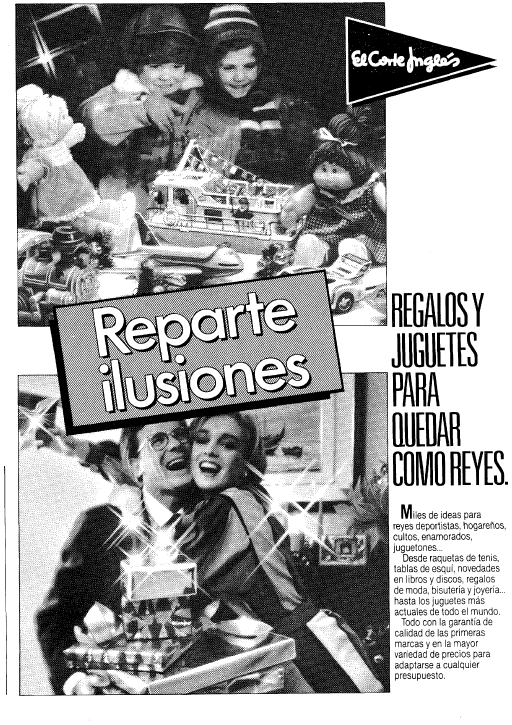 El Corte Inglés
Reparte
ilusiones
REGALOS Y
JUGUETES
PARA
QUEDAR
COMO REYES.
Miles de ideas para
reyes deportistas, hogareños,
cultos, enamorados,
juguetones...
Desde raquetas de tenis,
tablas de esquí, novedades
en libros y discos, regalos
de moda, bisutería y joyería...
hasta los juguetes más
actuales de todo el mundo.
Todo con la garantía de
calidad de las primeras
marcas y en la mayor
variedad de precios para
adaptarse a cualquier
presupuesto.